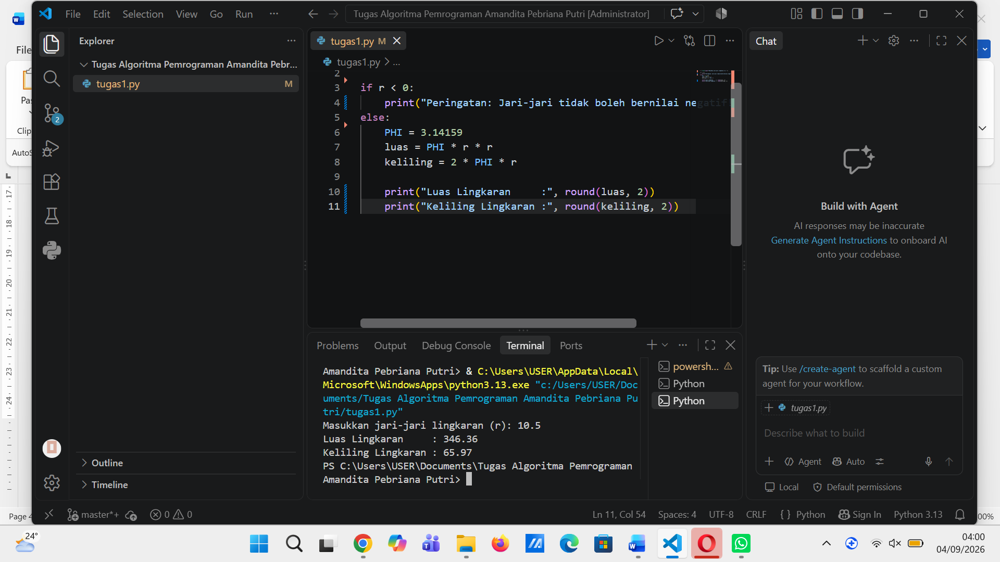 File Edit Selection View Go Run ···
Tugas Algoritma Pemrograman Amandita Pebriana Putri [Administrator]
File
Clip
Page
Explorer
Tugas Algoritma Pemrograman Amandita Pebr...
tugas1.py M
2
Outline
Timeline
tugas1.py M
tugas1.py > ...
2
3 if r < 0:
4 print("Peringatan: Jari-jari tidak boleh bernilai negatif
5 else:
6 PHI = 3.14159
7 luas = PHI * r * r
8 keliling = 2 * PHI * r
9
10 print("Luas Lingkaran     :", round(luas, 2))
11 print("Keliling Lingkaran :", round(keliling, 2))
Problems Output Debug Console Terminal Ports
Amandita Pebriana Putri> & C:\Users\USER\AppData\Local\
Microsoft\WindowsApps\python3.13.exe "c:/Users/USER/Doc
uments/Tugas Algoritma Pemrograman Amandita Pebriana Pu
tri/tugas1.py"
Masukkan jari-jari lingkaran (r): 10.5
Luas Lingkaran     : 346.36
Keliling Lingkaran : 65.97
PS C:\Users\USER\Documents\Tugas Algoritma Pemrograman
Amandita Pebriana Putri>
powersh...
Python
Python
Chat
Build with Agent
AI responses may be inaccurate
Generate Agent Instructions to onboard AI
onto your codebase.
Tip: Use /create-agent to scaffold a custom
agent for your workflow.
tugas1.py
Describe what to build
Agent Auto
Local Default permissions
master*+ 0 0
Ln 11, Col 54 Spaces: 4 UTF-8 CRLF { } Python Sign In Python 3.13
17
18
19
20
21
22
23
24
24°
04:00
04/09/2026